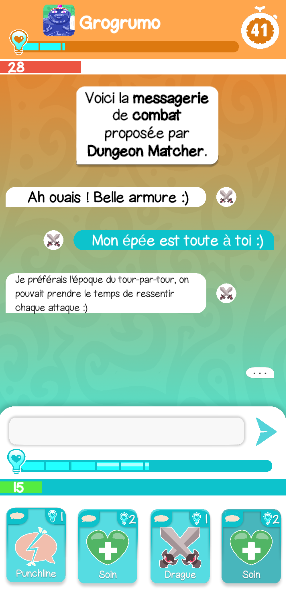 Grogrumo
41
28
Voici la messagerie
de combat
proposée par
Dungeon Matcher.
Ah ouais ! Belle armure :)
Mon épée est toute à toi :)
Je préférais l'époque du tour-par-tour, on
pouvait prendre le temps de ressentir
chaque attaque :)
...
15
1
2
1
2
Punchline
Soin
Drague
Soin